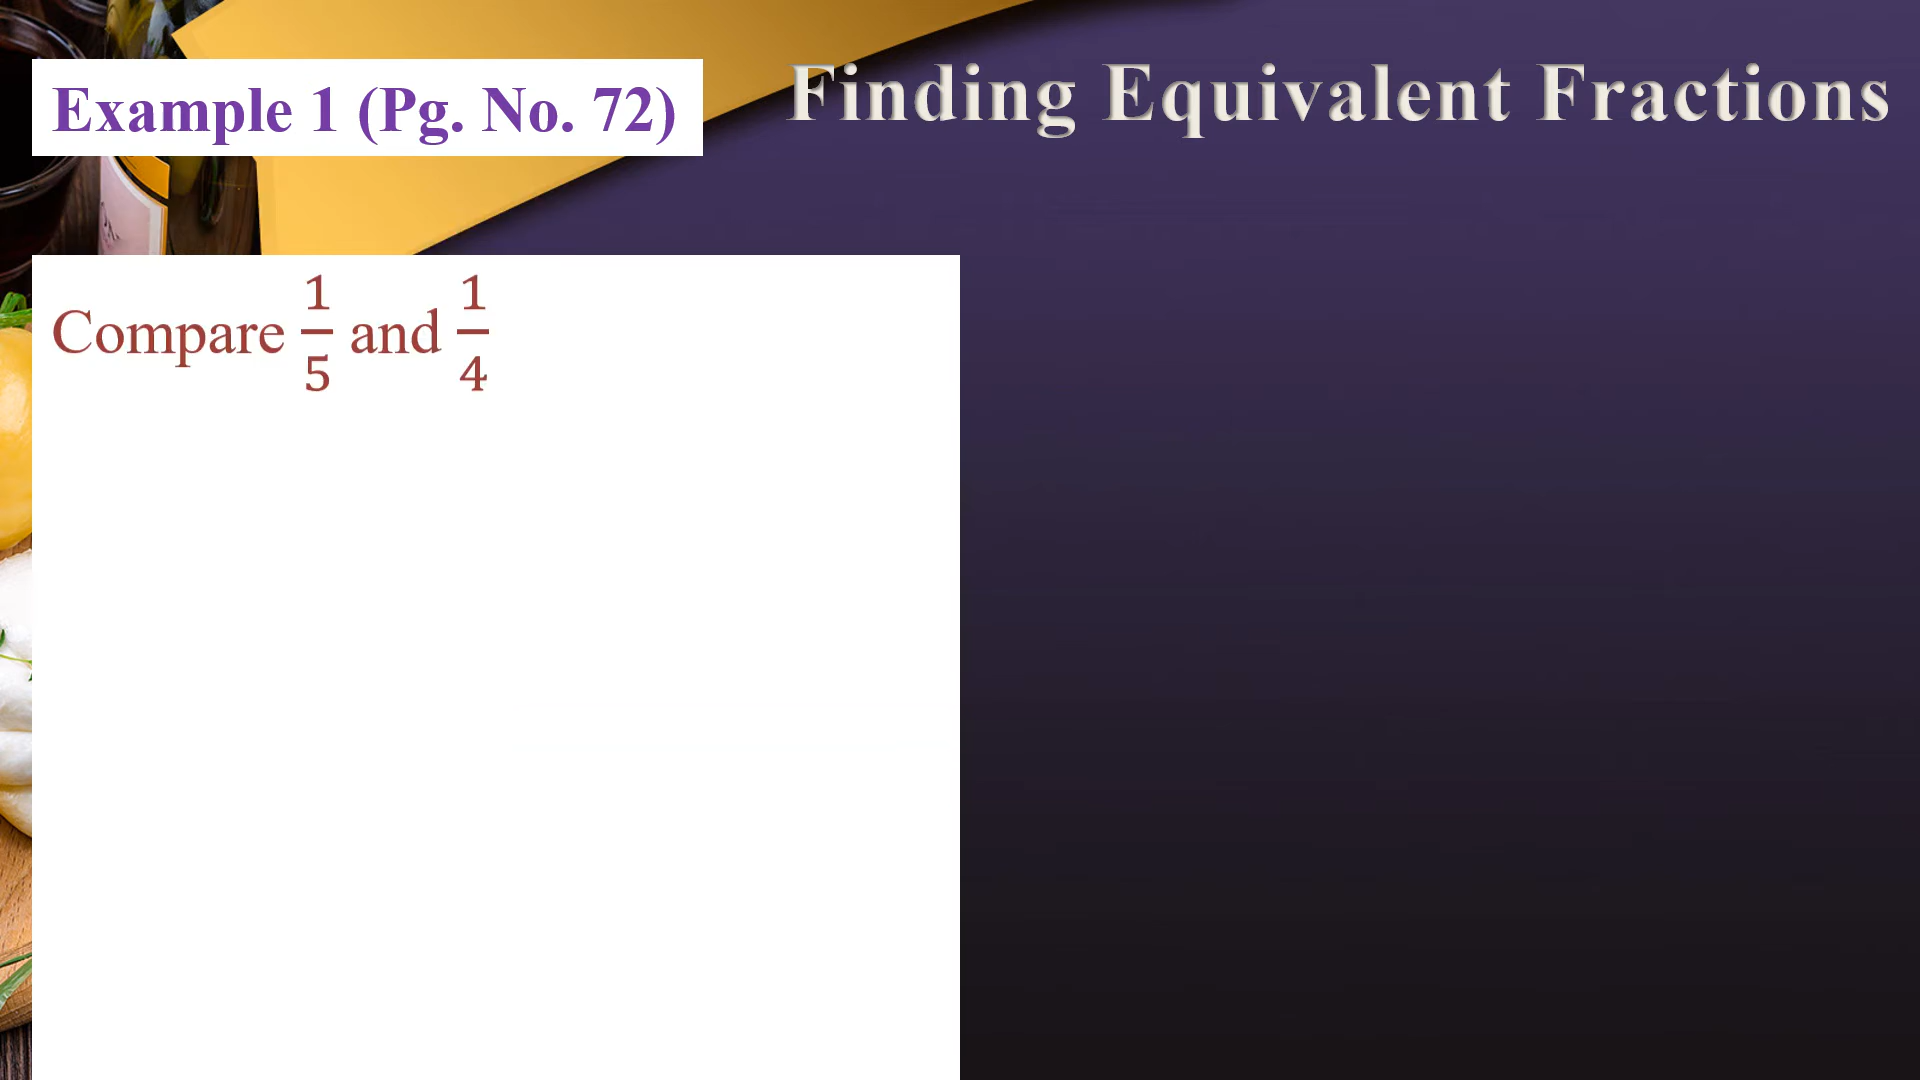 Example 1 (Pg. No. 72)
Finding Equivalent Fractions
Compare 1/5 and 1/4